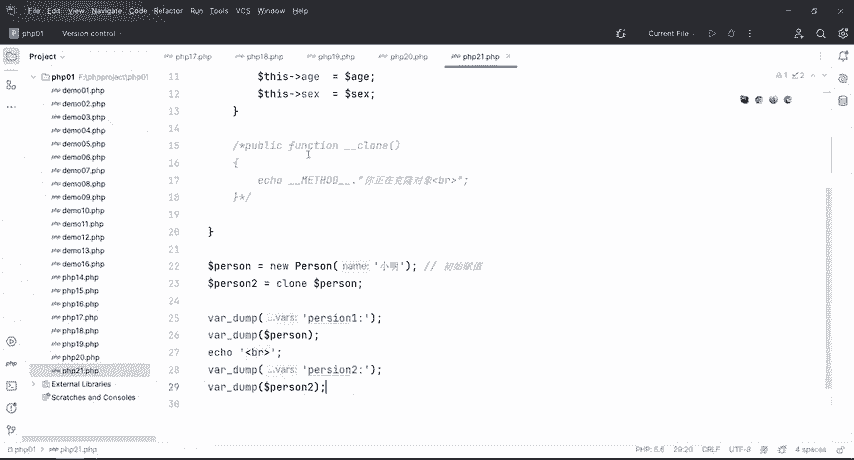 File Edit View Navigate Code Refactor Run Tools VCS Window Help
php01 Version control Current File
Project php17.php php18.php php19.php php20.php php21.php
php01 F:\phpproject\php01
demo01.php
demo02.php
demo03.php
demo04.php
demo05.php
demo06.php
demo07.php
demo08.php
demo09.php
demo10.php
demo11.php
demo12.php
demo13.php
demo16.php
php14.php
php15.php
php16.php
php17.php
php18.php
php19.php
php20.php
php21.php
External Libraries
Scratches and Consoles
1 2
11 $this->age = $age;
12 $this->sex = $sex;
13 }
14
15 /*public function __clone()
16 {
17 echo __METHOD__."你正在克隆对象<br>";
18 }*/
19
20 }
21
22 $person = new Person( name: '小明'); // 初始赋值
23 $person2 = clone $person;
24
25 var_dump( ...vars: 'persion1:');
26 var_dump($person);
27 echo '<br>';
28 var_dump( ...vars: 'persion2:');
29 var_dump($person2);
30
php01 > php21.php PHP: 5.6 29:20 CRLF UTF-8 4 spaces